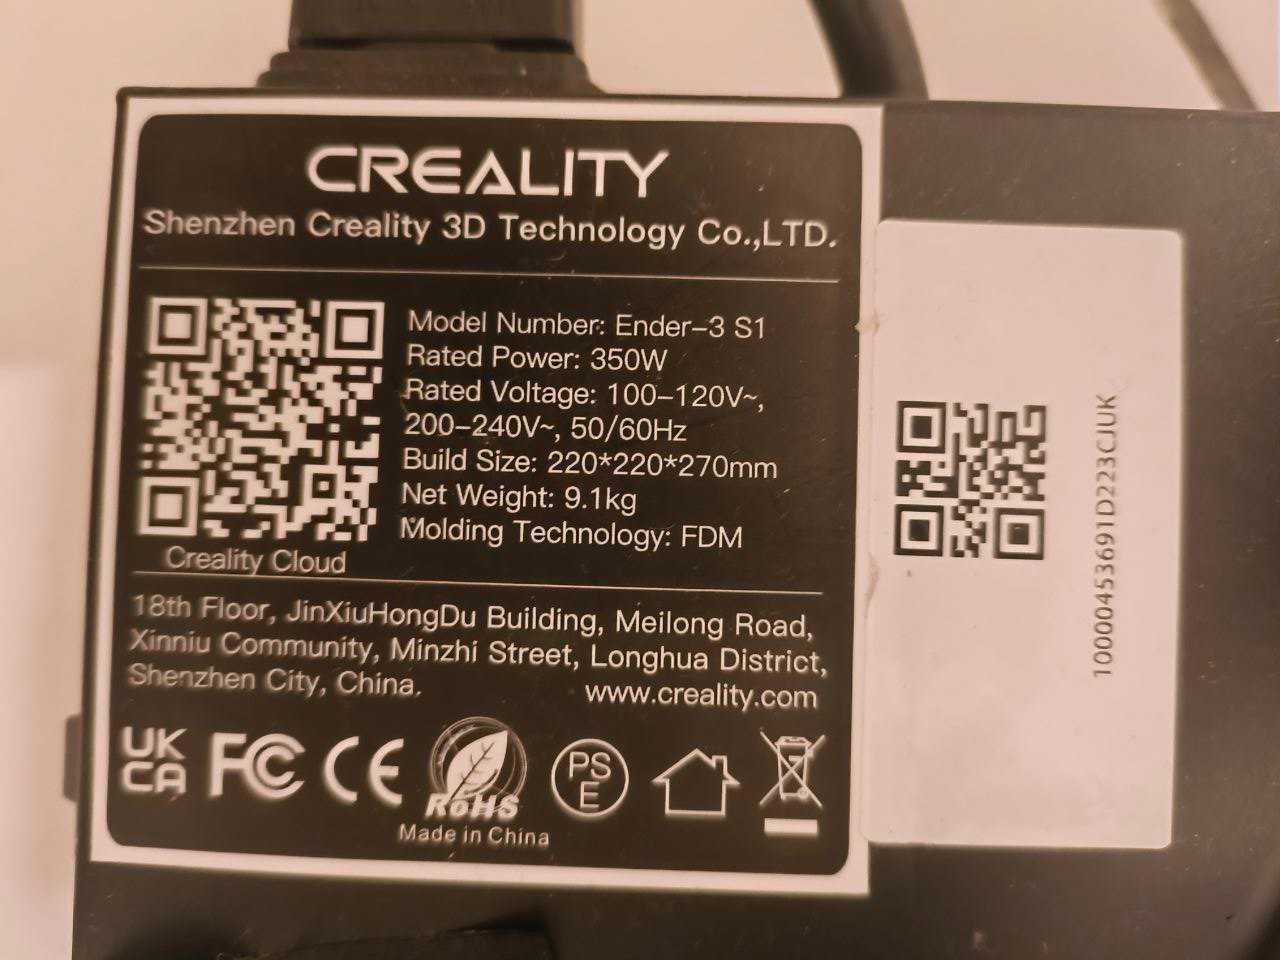 CREALITY
Shenzhen Creality 3D Technology Co.,LTD.
Model Number: Ender-3 S1
Rated Power: 350W
Rated Voltage: 100-120V~,
200-240V~, 50/60Hz
Build Size: 220*220*270mm
Net Weight: 9.1kg
Molding Technology: FDM
Creality Cloud
18th Floor, JinXiuHongDu Building, Meilong Road,
Xinniu Community, Minzhi Street, Longhua District,
Shenzhen City, China.
www.creality.com
UK
CA
FC
CE
RoHS
PS
E
Made in China
10000453691D223CJUK